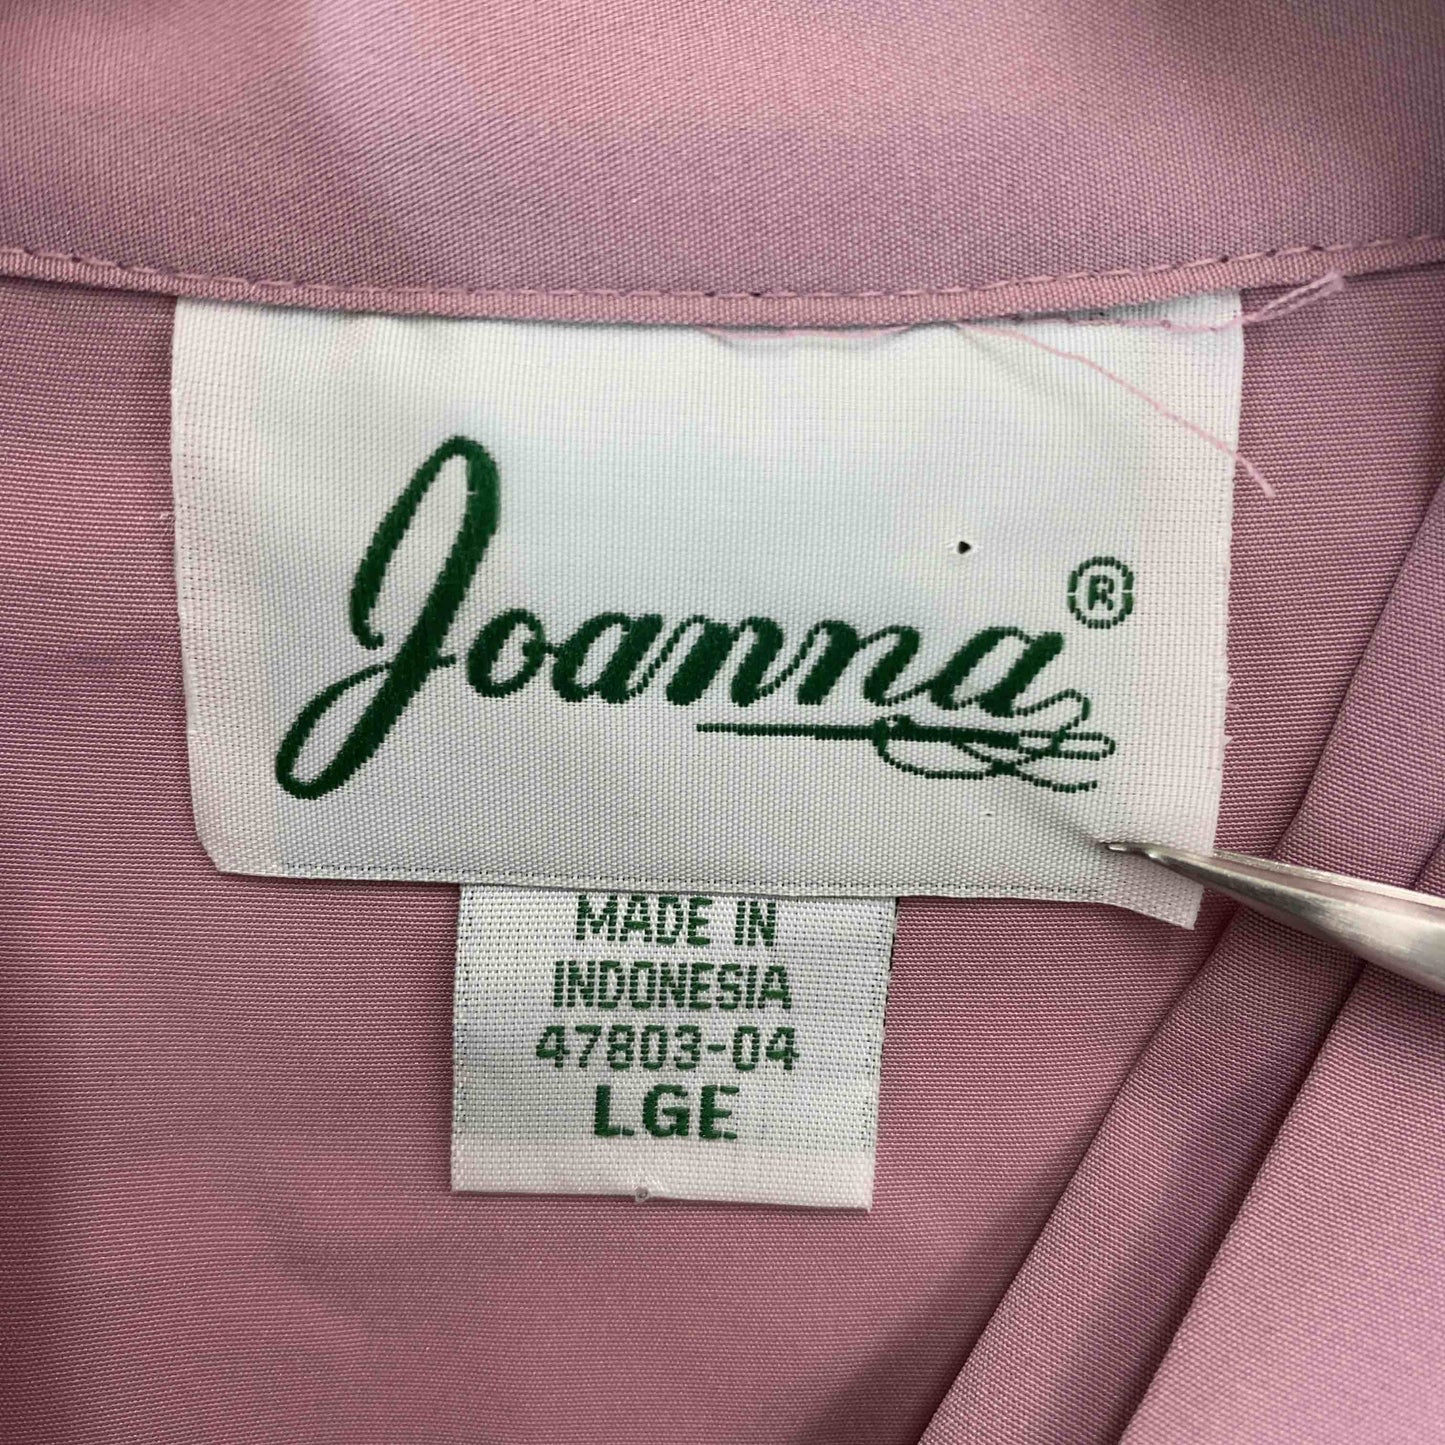 Joanna ®
MADE IN
INDONESIA
47803-04
LGE